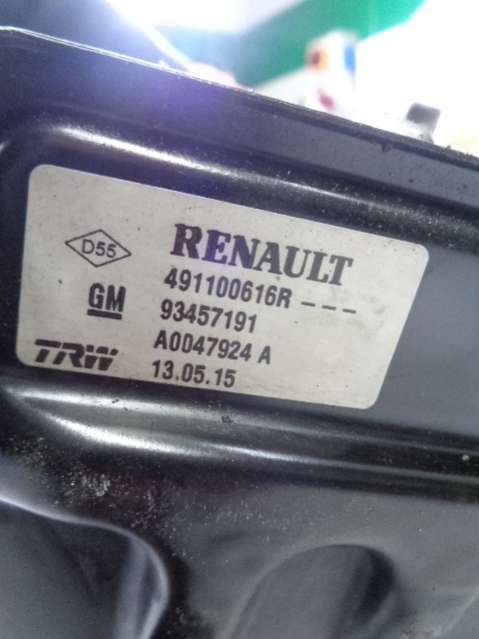 D55
RENAULT
491100616R ---
GM
93457191
A0047924 A
TRW
13.05.15